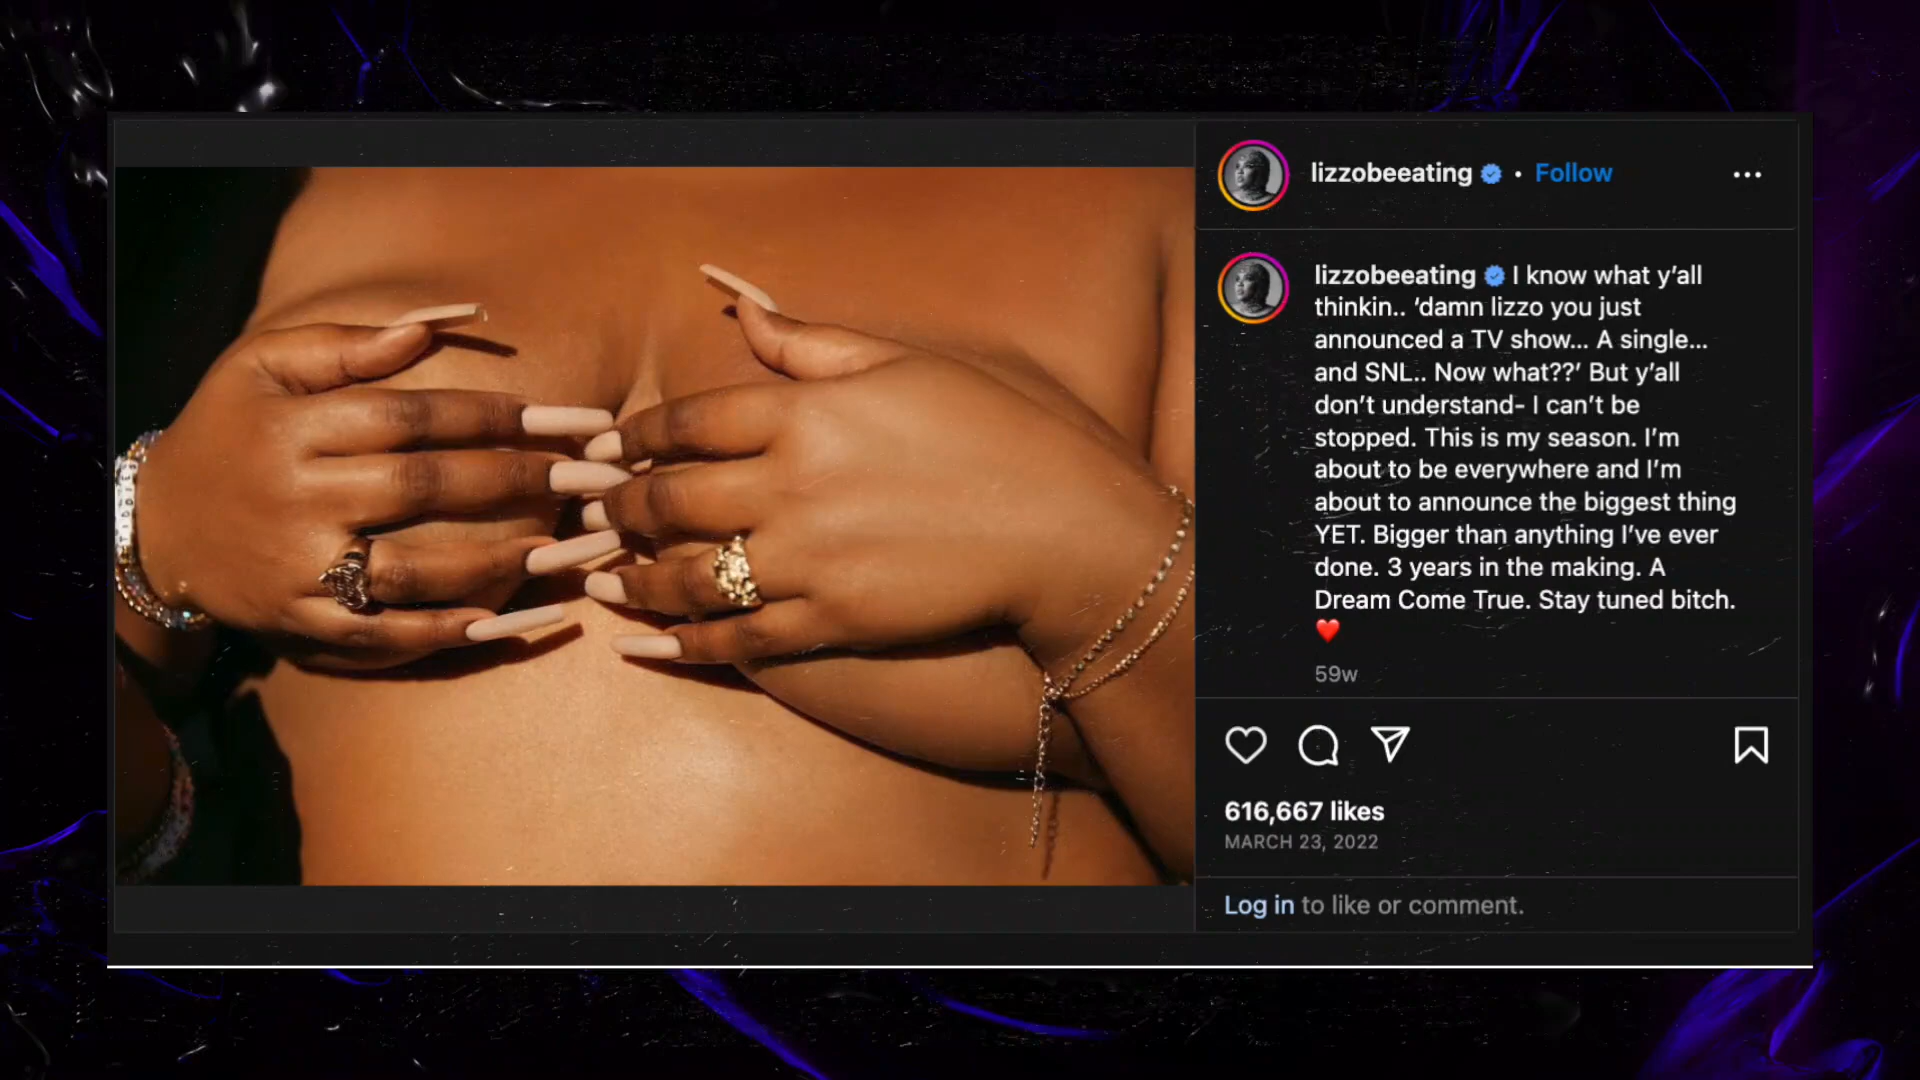 TIDDIE
lizzobeeating • Follow
lizzobeeating I know what y’all
thinkin.. ‘damn lizzo you just
announced a TV show... A single...
and SNL.. Now what??’ But y’all
don’t understand- I can’t be
stopped. This is my season. I’m
about to be everywhere and I’m
about to announce the biggest thing
YET. Bigger than anything I’ve ever
done. 3 years in the making. A
Dream Come True. Stay tuned bitch.
❤️
59w
616,667 likes
MARCH 23, 2022
Log in to like or comment.